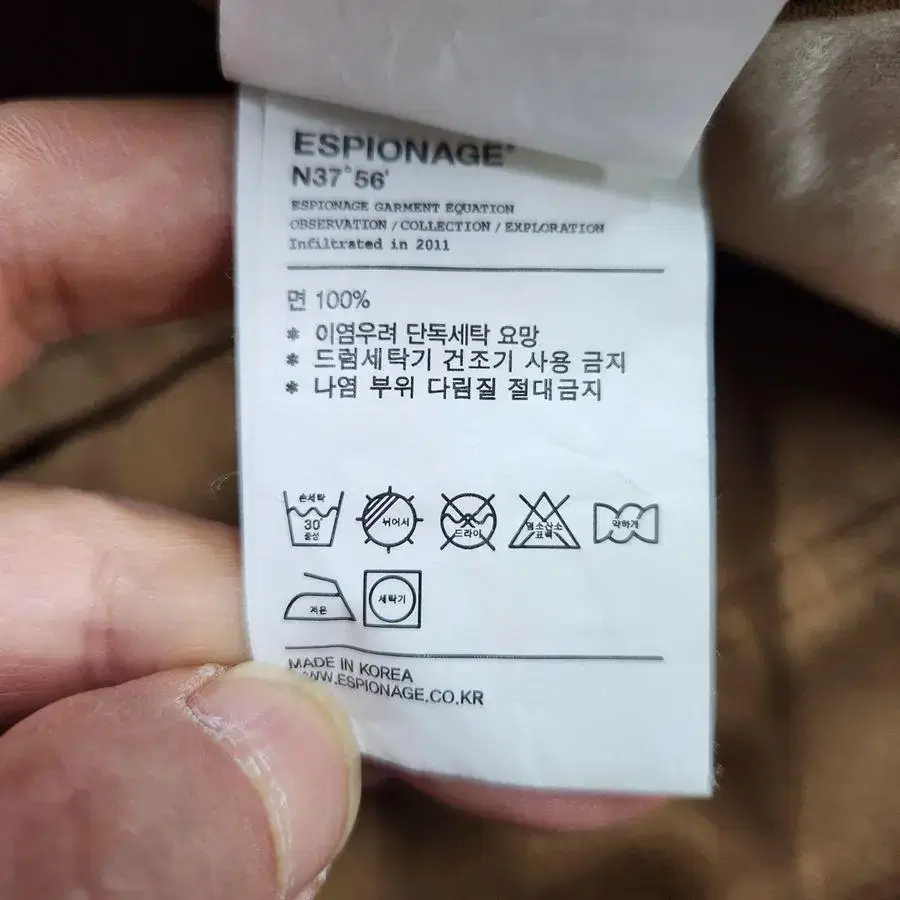 ESPIONAGE®
N37°56'
ESPIONAGE GARMENT EQUATION
OBSERVATION / COLLECTION / EXPLORATION
Infiltrated in 2011
면 100%
* 이염우려 단독세탁 요망
* 드럼세탁기 건조기 사용 금지
* 나염 부위 다림질 절대금지
손세탁
30°
중성
뉘어서
드라이
염소산소
표백
약하게
저온
세탁기
MADE IN KOREA
WWW.ESPIONAGE.CO.KR